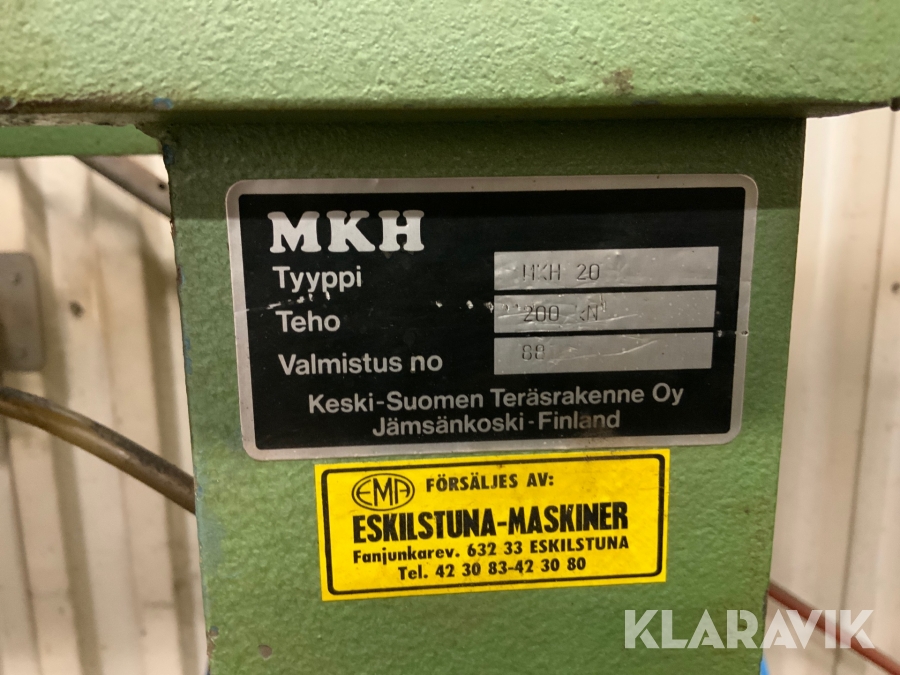 MKH
Tyyppi MKH 20
Teho 200 kN
Valmistus no 88
Keski-Suomen Teräsrakenne Oy
Jämsänkoski-Finland
EMA FÖRSÄLJES AV:
ESKILSTUNA-MASKINER
Fanjunkarev. 632 33 ESKILSTUNA
Tel. 42 30 83-42 30 80
KLARAVIK